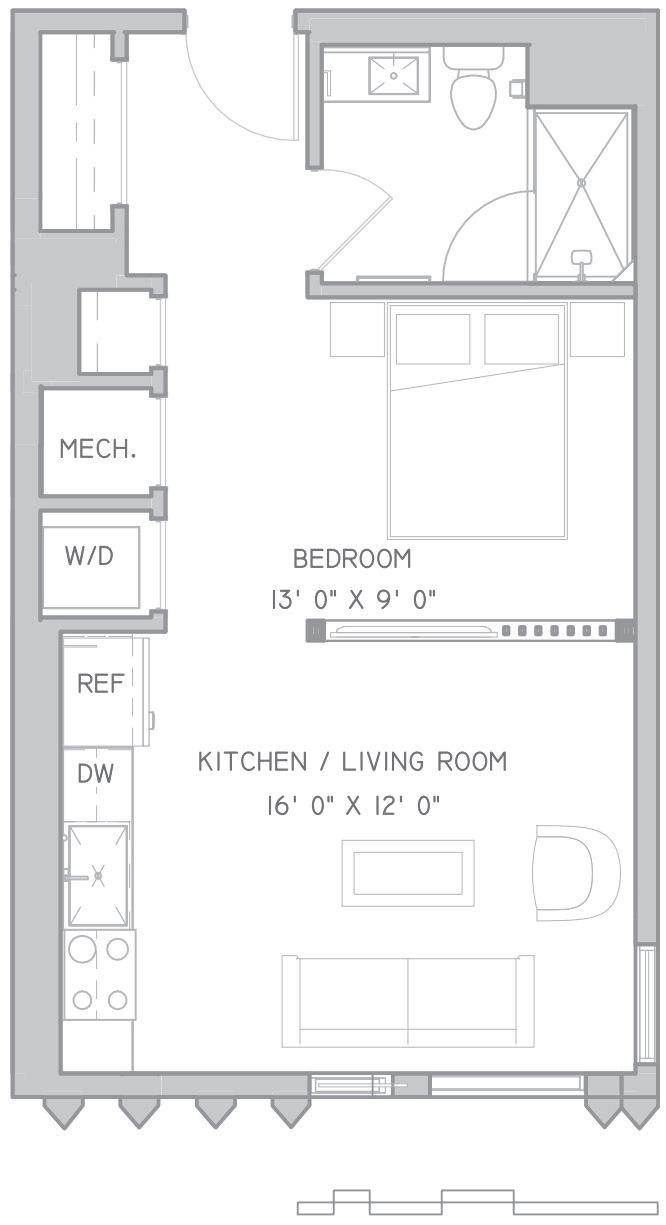 MECH.
W/D
BEDROOM
13' 0" X 9' 0"
REF
KITCHEN / LIVING ROOM
DW
16' 0" X 12' 0"